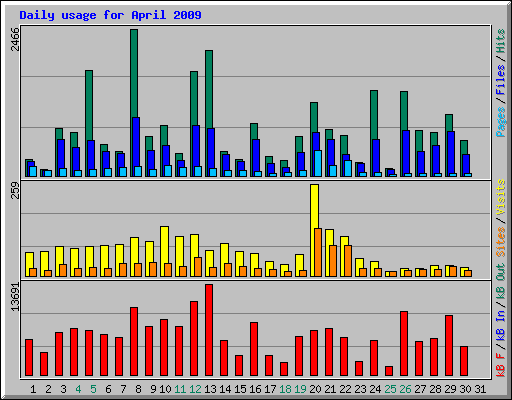 Daily usage for April 2009
2466
Pages / Files / Hits
259
Sites / Visits
13691
kB F / kB In / kB Out
1 2 3 4 5 6 7 8 9 10 11 12 13 14 15 16 17 18 19 20 21 22 23 24 25 26 27 28 29 30 31